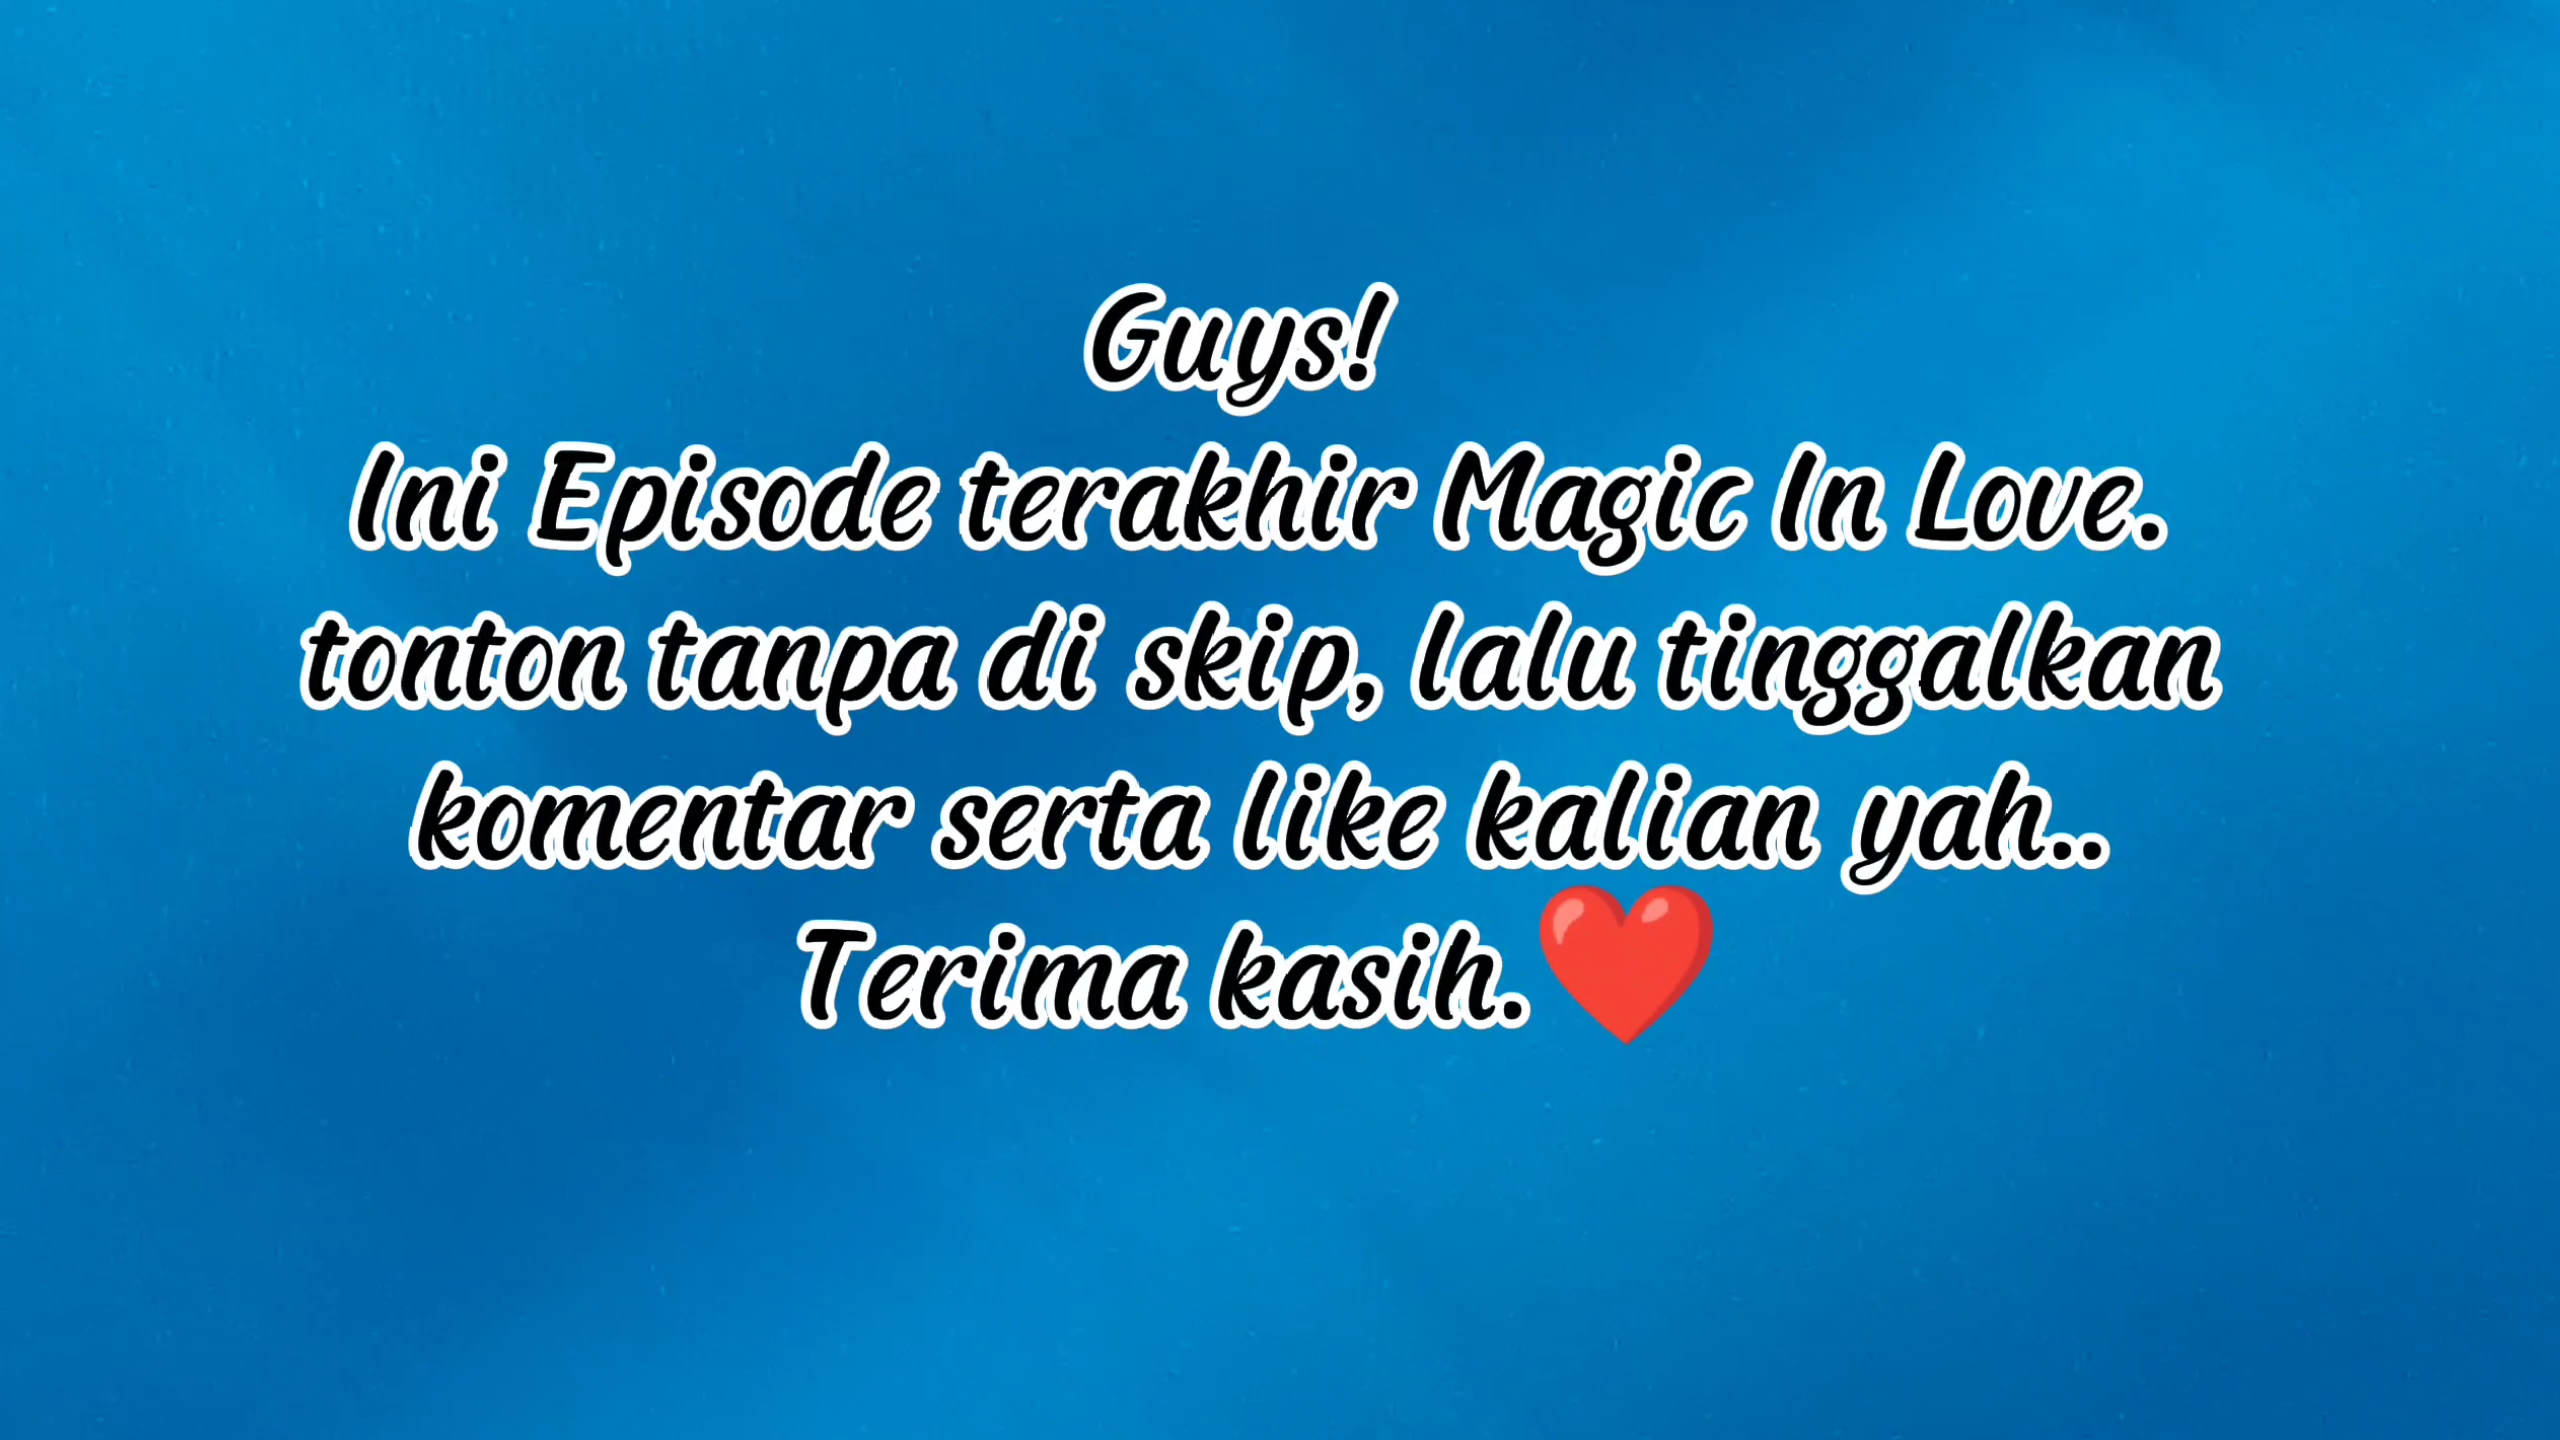 Guys!
Ini Episode terakhir Magic In Love.
tonton tanpa di skip, lalu tinggalkan
komentar serta like kalian yah..
Terima kasih.❤️